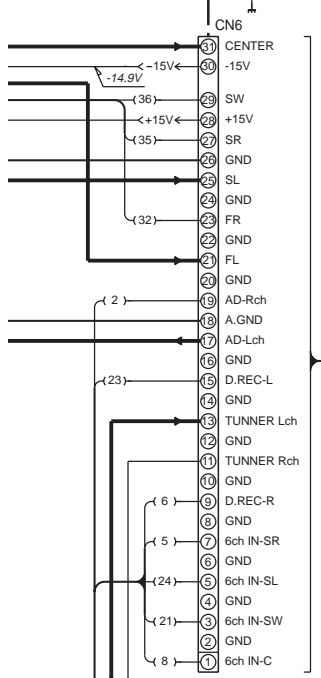 CN6
31 CENTER
-15V 30 -15V
-14.9V
(36) 29 SW
+15V 28 +15V
(35) 27 SR
26 GND
25 SL
24 GND
(32) 23 FR
22 GND
21 FL
20 GND
( 2 ) 19 AD-Rch
18 A.GND
17 AD-Lch
16 GND
(23) 15 D.REC-L
14 GND
13 TUNNER Lch
12 GND
11 TUNNER Rch
10 GND
( 6 ) 9 D.REC-R
8 GND
( 5 ) 7 6ch IN-SR
6 GND
(24) 5 6ch IN-SL
4 GND
(21) 3 6ch IN-SW
2 GND
( 8 ) 1 6ch IN-C